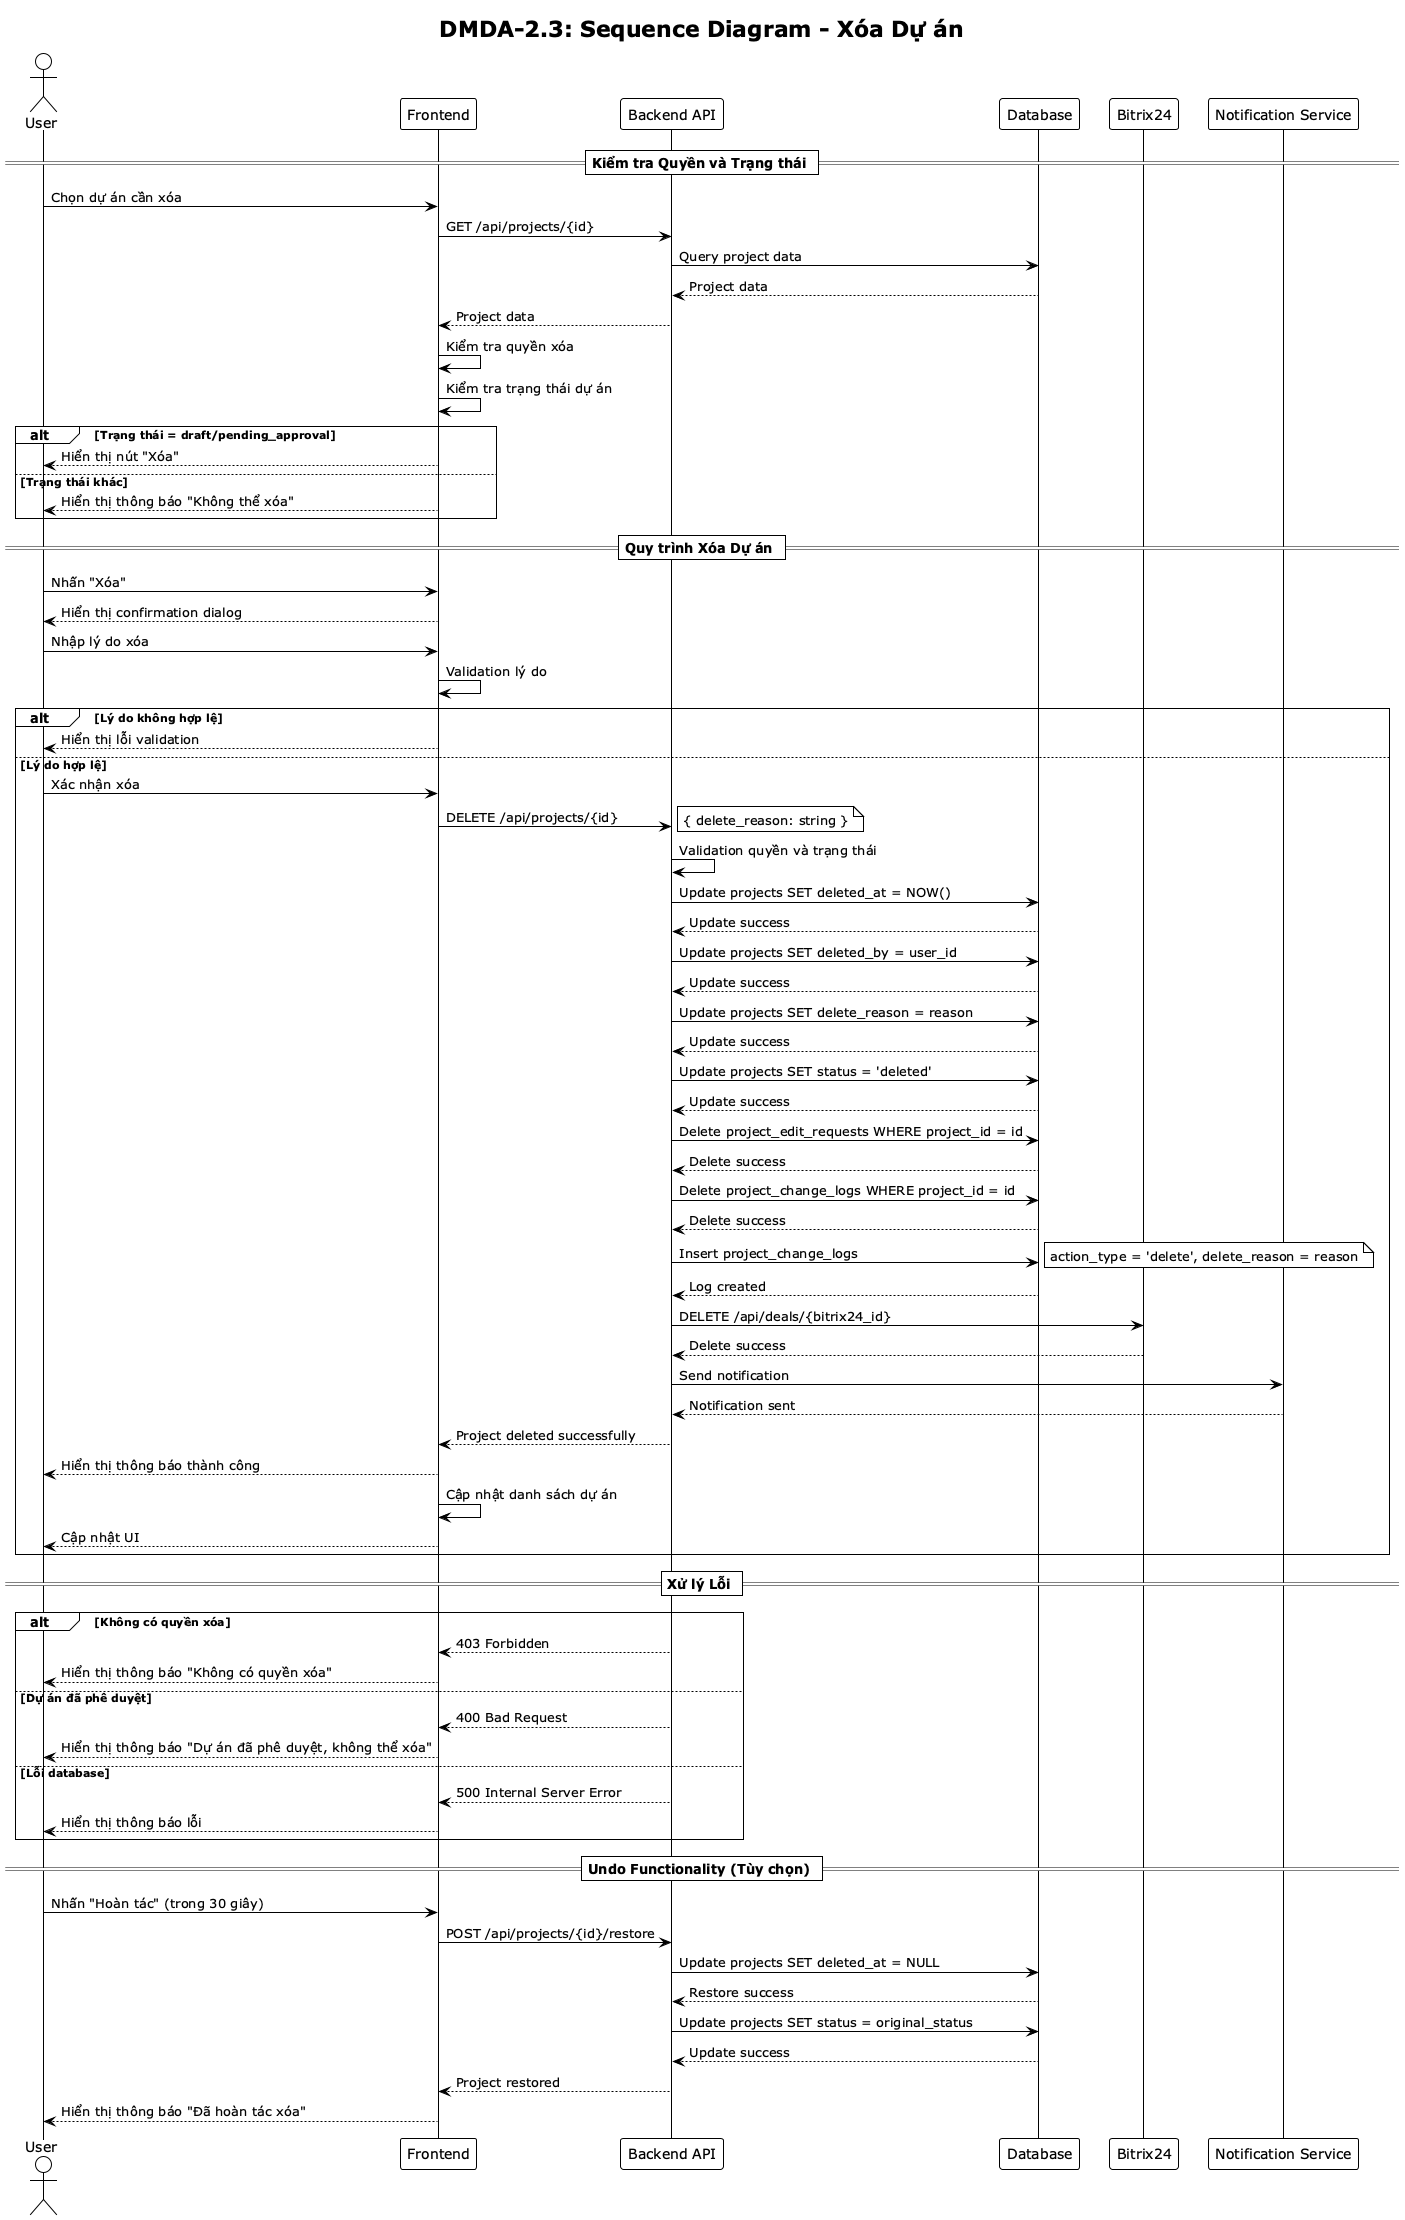 DMDA-2.3: Sequence Diagram - Xóa Dự án
User
Frontend
Backend API
Database
Bitrix24
Notification Service
Kiểm tra Quyền và Trạng thái
Chọn dự án cần xóa
GET /api/projects/{id}
Query project data
Project data
Project data
Kiểm tra quyền xóa
Kiểm tra trạng thái dự án
alt [Trạng thái = draft/pending_approval]
Hiển thị nút "Xóa"
[Trạng thái khác]
Hiển thị thông báo "Không thể xóa"
Quy trình Xóa Dự án
Nhấn "Xóa"
Hiển thị confirmation dialog
Nhập lý do xóa
Validation lý do
alt [Lý do không hợp lệ]
Hiển thị lỗi validation
[Lý do hợp lệ]
Xác nhận xóa
DELETE /api/projects/{id}
{ delete_reason: string }
Validation quyền và trạng thái
Update projects SET deleted_at = NOW()
Update success
Update projects SET deleted_by = user_id
Update success
Update projects SET delete_reason = reason
Update success
Update projects SET status = 'deleted'
Update success
Delete project_edit_requests WHERE project_id = id
Delete success
Delete project_change_logs WHERE project_id = id
Delete success
Insert project_change_logs
action_type = 'delete', delete_reason = reason
Log created
DELETE /api/deals/{bitrix24_id}
Delete success
Send notification
Notification sent
Project deleted successfully
Hiển thị thông báo thành công
Cập nhật danh sách dự án
Cập nhật UI
Xử lý Lỗi
alt [Không có quyền xóa]
403 Forbidden
Hiển thị thông báo "Không có quyền xóa"
[Dự án đã phê duyệt]
400 Bad Request
Hiển thị thông báo "Dự án đã phê duyệt, không thể xóa"
[Lỗi database]
500 Internal Server Error
Hiển thị thông báo lỗi
Undo Functionality (Tùy chọn)
Nhấn "Hoàn tác" (trong 30 giây)
POST /api/projects/{id}/restore
Update projects SET deleted_at = NULL
Restore success
Update projects SET status = original_status
Update success
Project restored
Hiển thị thông báo "Đã hoàn tác xóa"
User
Frontend
Backend API
Database
Bitrix24
Notification Service